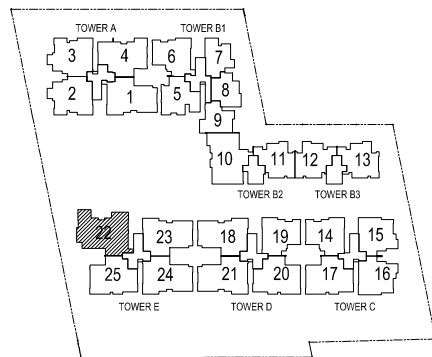 TOWER A TOWER B1
3 4 6 7
2 1 5 8
9
10 11 12 13
TOWER B2 TOWER B3
22 23 18 19 14 15
25 24 21 20 17 16
TOWER E TOWER D TOWER C